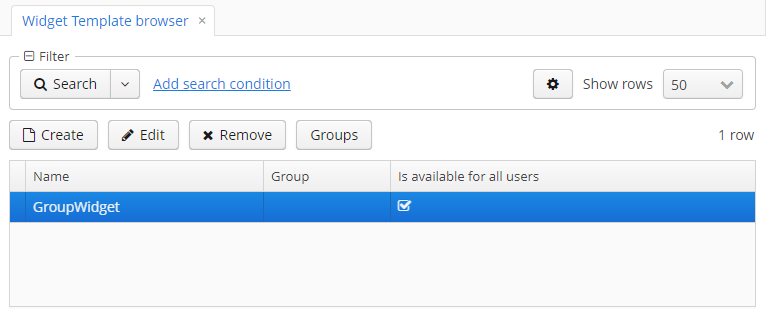 Widget Template browser ×
Filter
Search Add search condition Show rows 50
Create Edit Remove Groups 1 row
Name Group Is available for all users
GroupWidget